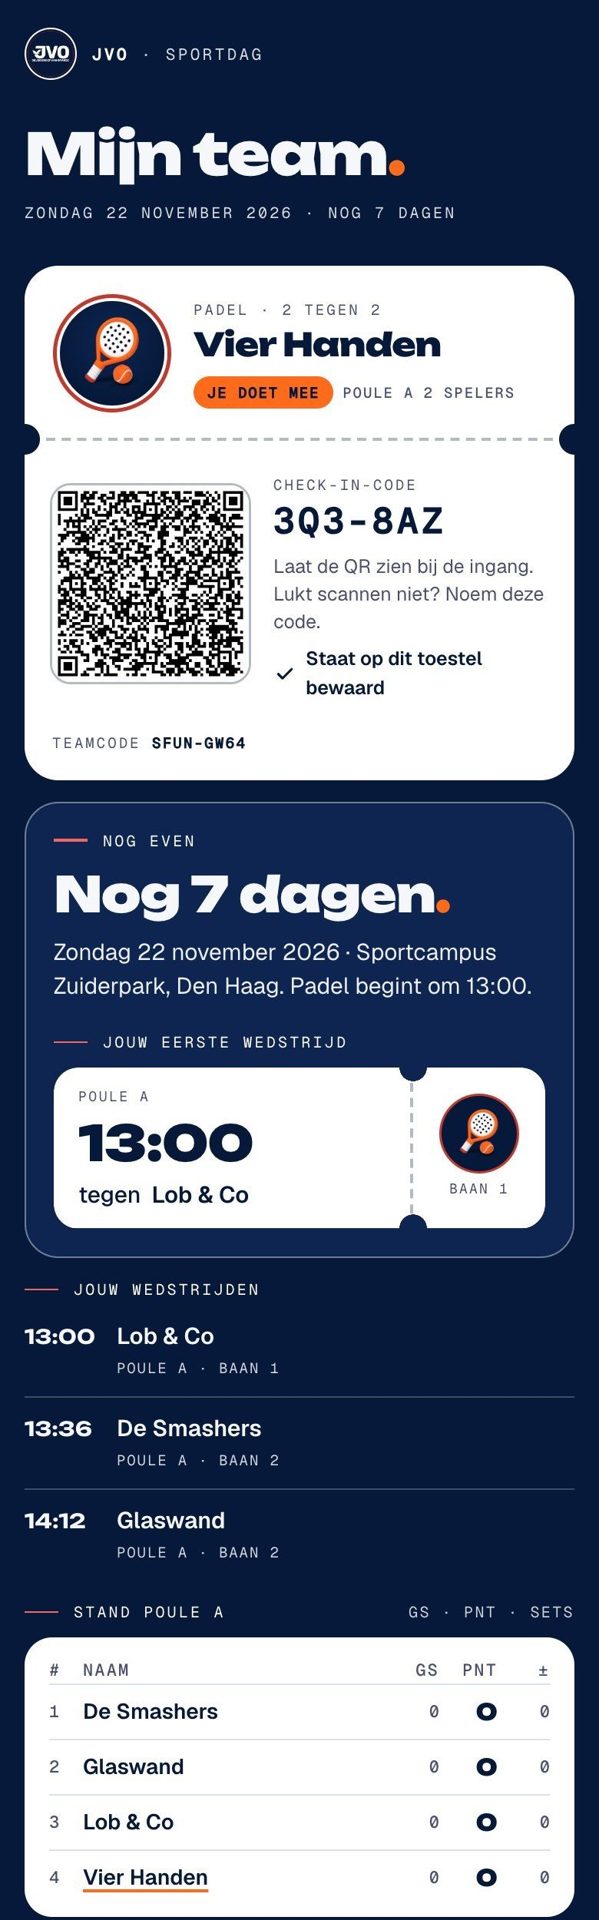 JVO
JVO · SPORTDAG
Mijn team.
ZONDAG 22 NOVEMBER 2026 · NOG 7 DAGEN
PADEL · 2 TEGEN 2
Vier Handen
JE DOET MEE POULE A 2 SPELERS
CHECK-IN-CODE
3Q3-8AZ
Laat de QR zien bij de ingang.
Lukt scannen niet? Noem deze
code.
Staat op dit toestel
bewaard
TEAMCODE SFUN-GW64
NOG EVEN
Nog 7 dagen.
Zondag 22 november 2026 · Sportcampus
Zuiderpark, Den Haag. Padel begint om 13:00.
JOUW EERSTE WEDSTRIJD
POULE A
13:00
tegen Lob & Co
BAAN 1
JOUW WEDSTRIJDEN
13:00 Lob & Co
POULE A · BAAN 1
13:36 De Smashers
POULE A · BAAN 2
14:12 Glaswand
POULE A · BAAN 2
STAND POULE A GS · PNT · SETS
# NAAM GS PNT ±
1 De Smashers 0 0 0
2 Glaswand 0 0 0
3 Lob & Co 0 0 0
4 Vier Handen 0 0 0